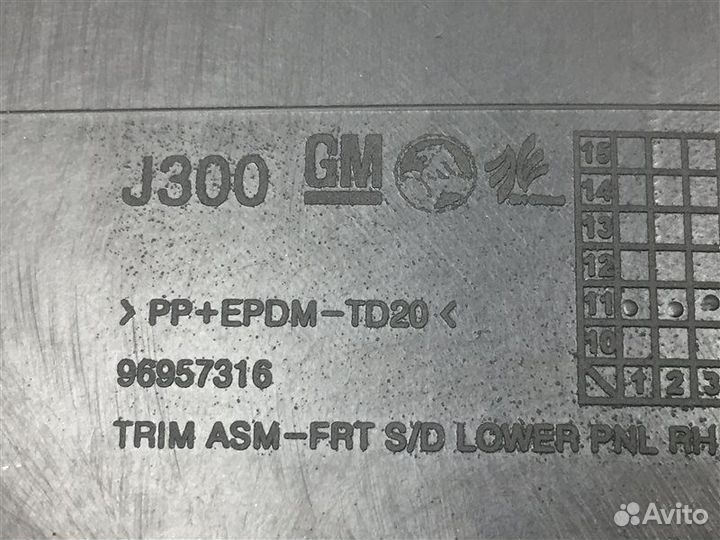 J300 GM
> PP+EPDM-TD20 <
96957316
TRIM ASM-FRT S/D LOWER PNL RH
15
14
13
12
11
10
1 2 3
Avito